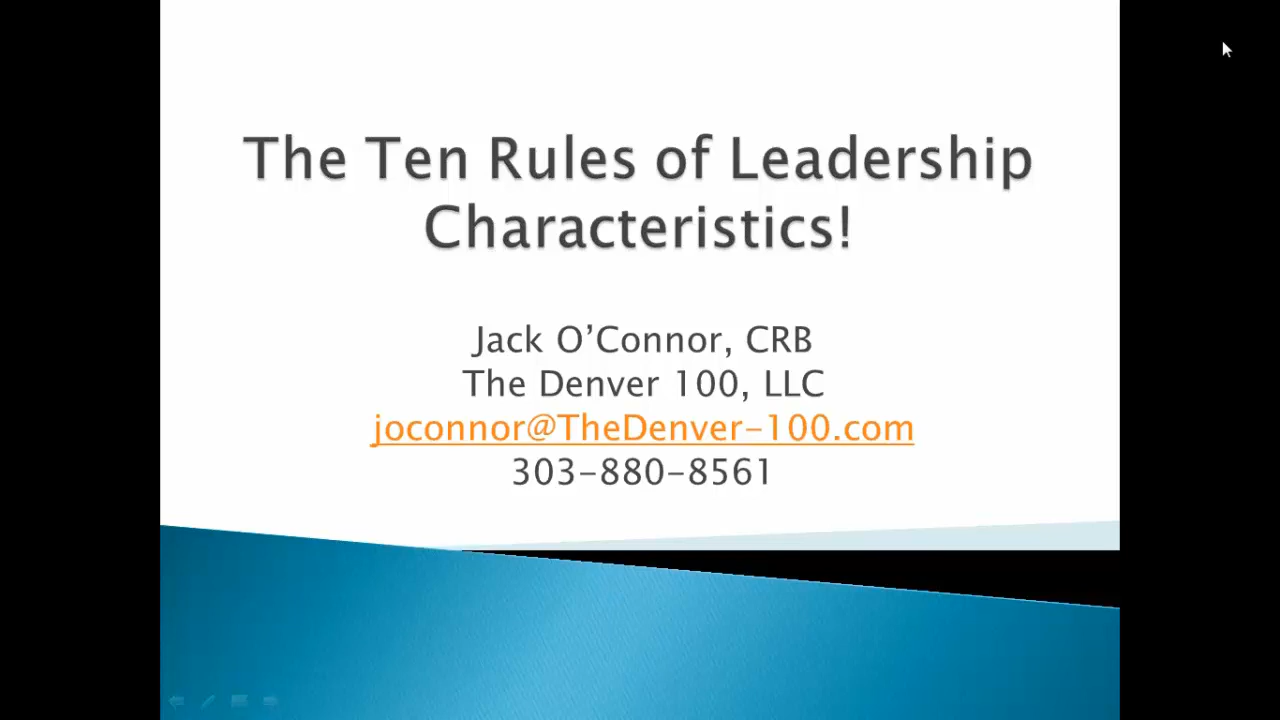 The Ten Rules of Leadership
Characteristics!
Jack O’Connor, CRB
The Denver 100, LLC
joconnor@TheDenver-100.com
303-880-8561